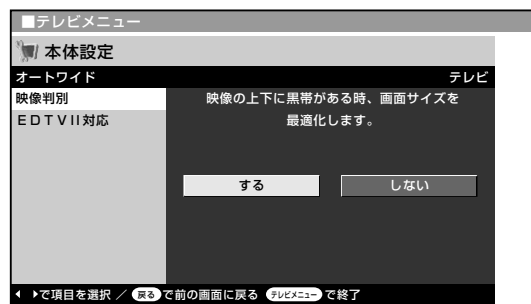 ■テレビメニュー
本体設定
オートワイド テレビ
映像判別
EDTVII対応
映像の上下に黒帯がある時、画面サイズを
最適化します。
する しない
で項目を選択 ／ 戻る で前の画面に戻る テレビメニュー で終了